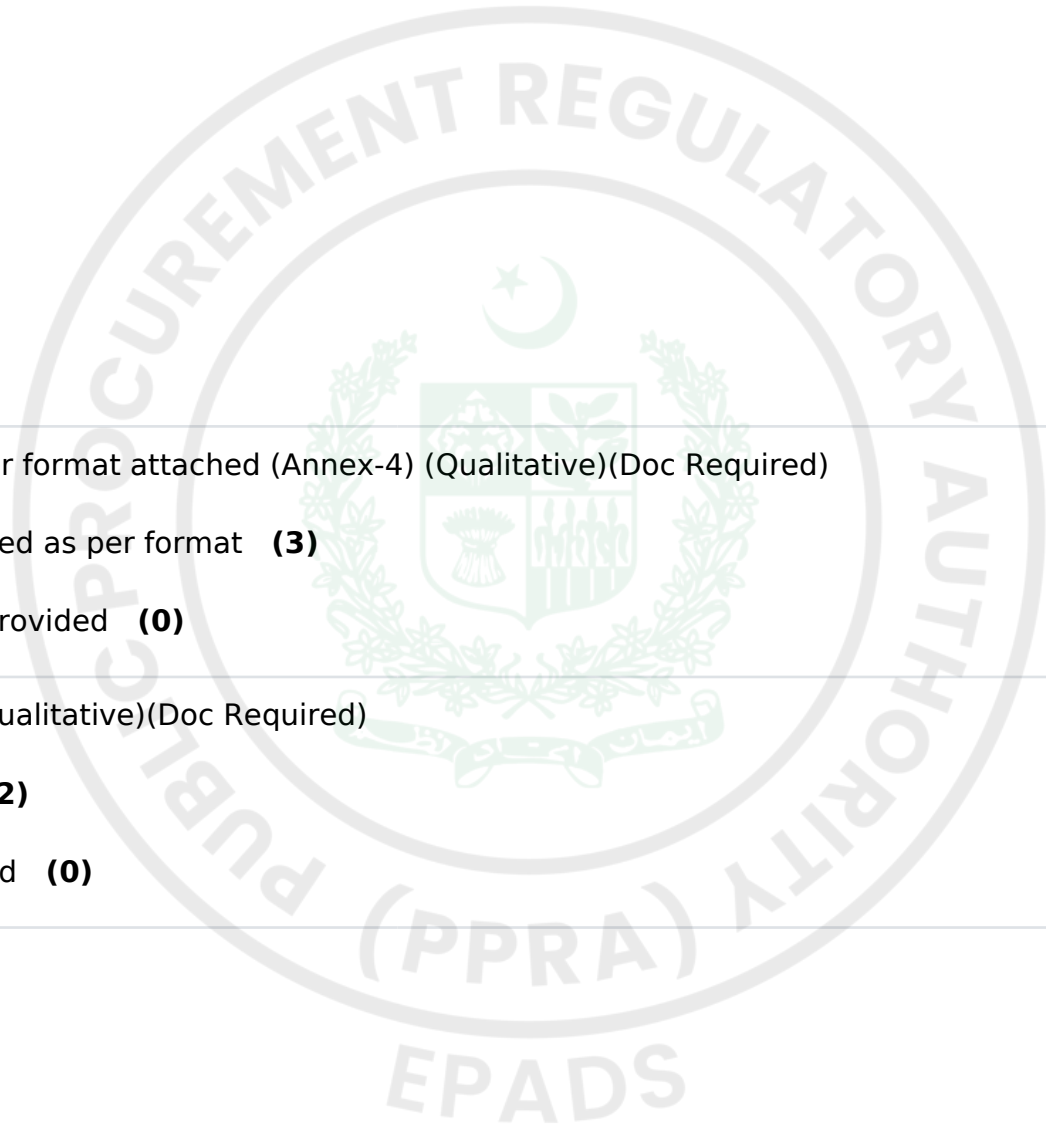 PUBLIC PROCUREMENT REGULATORY AUTHORITY
r format attached (Annex-4) (Qualitative)(Doc Required)
ed as per format (3)
rovided (0)
ualitative)(Doc Required)
2)
d (0)
(PPRA)
EPADS